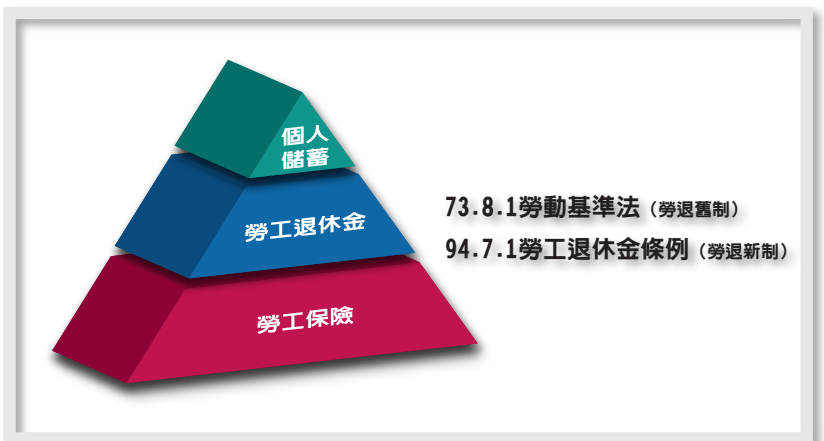 個人
儲蓄
勞工退休金
勞工保險
73.8.1勞動基準法（勞退舊制）
94.7.1勞工退休金條例（勞退新制）